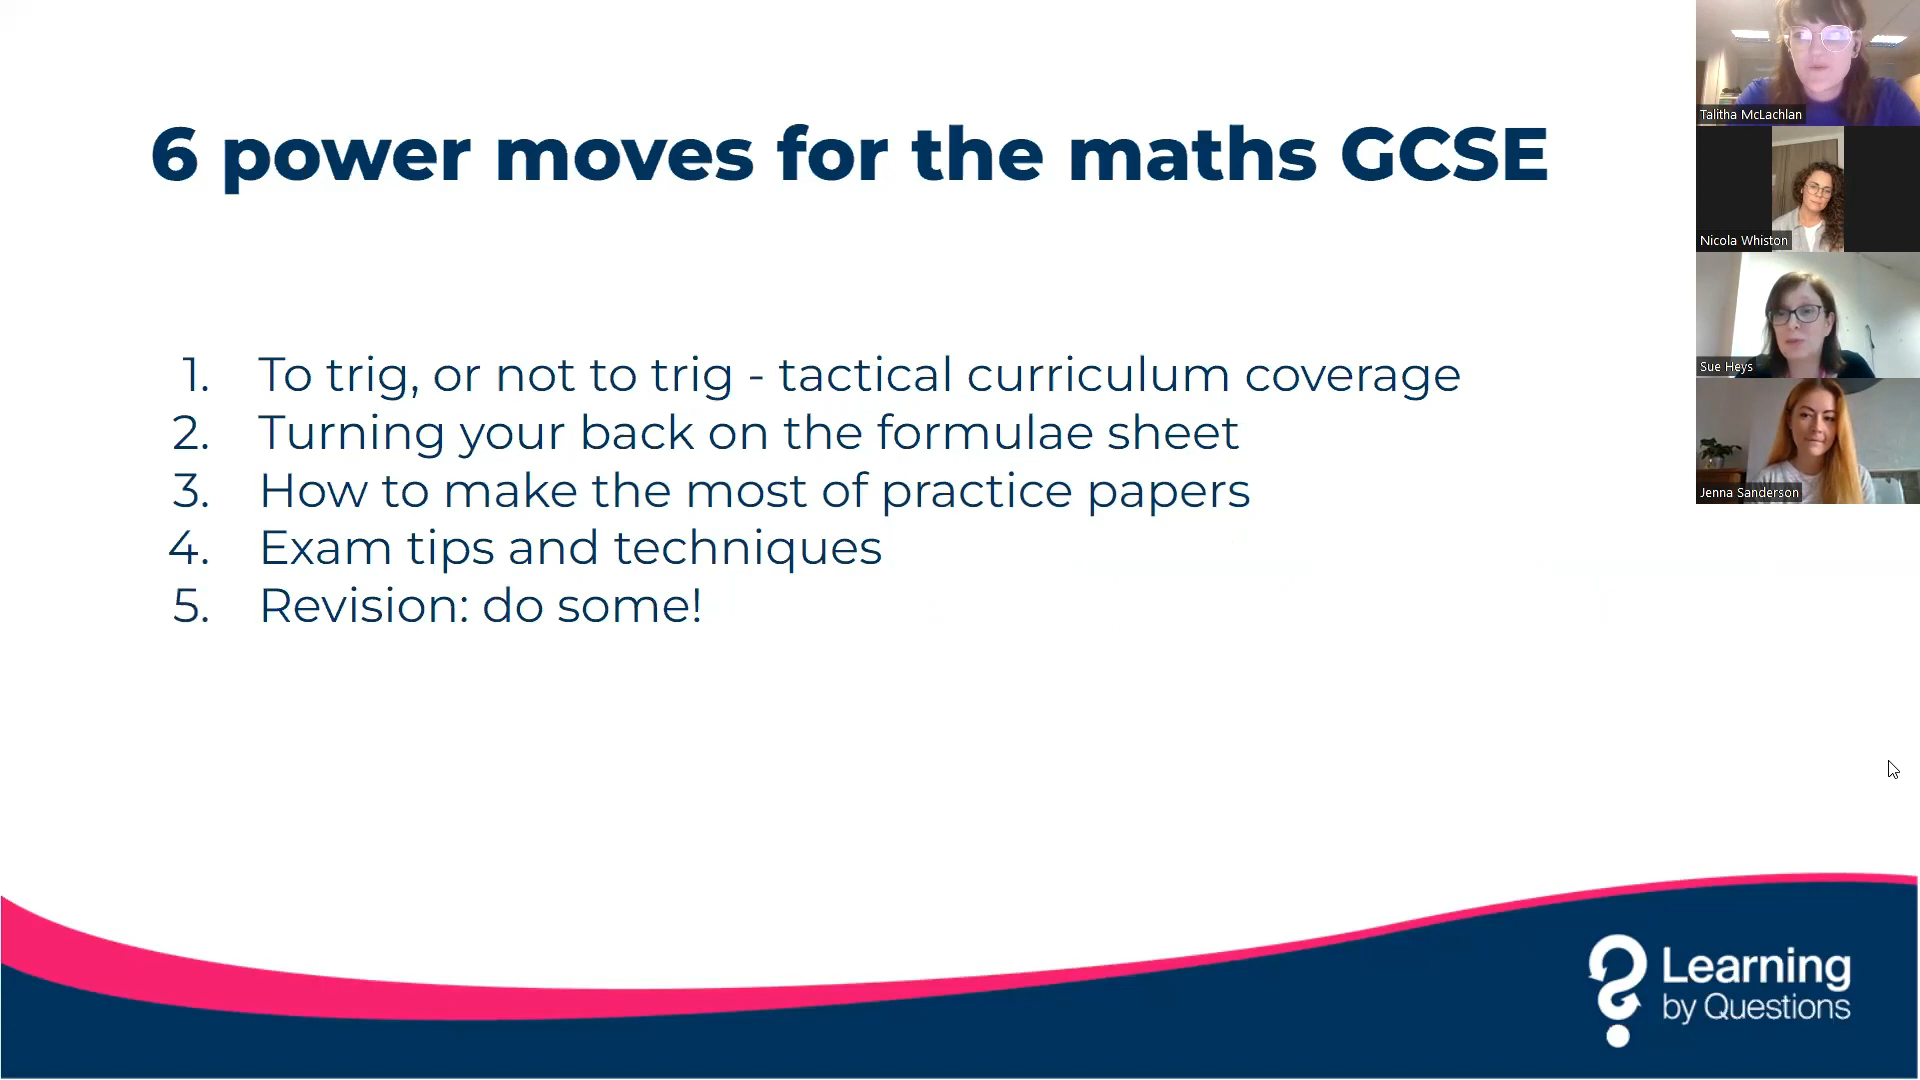 6 power moves for the maths GCSE
1. To trig, or not to trig - tactical curriculum coverage
2. Turning your back on the formulae sheet
3. How to make the most of practice papers
4. Exam tips and techniques
5. Revision: do some!
Talitha McLachlan
Nicola Whiston
Sue Heys
Jenna Sanderson
Learning
by Questions